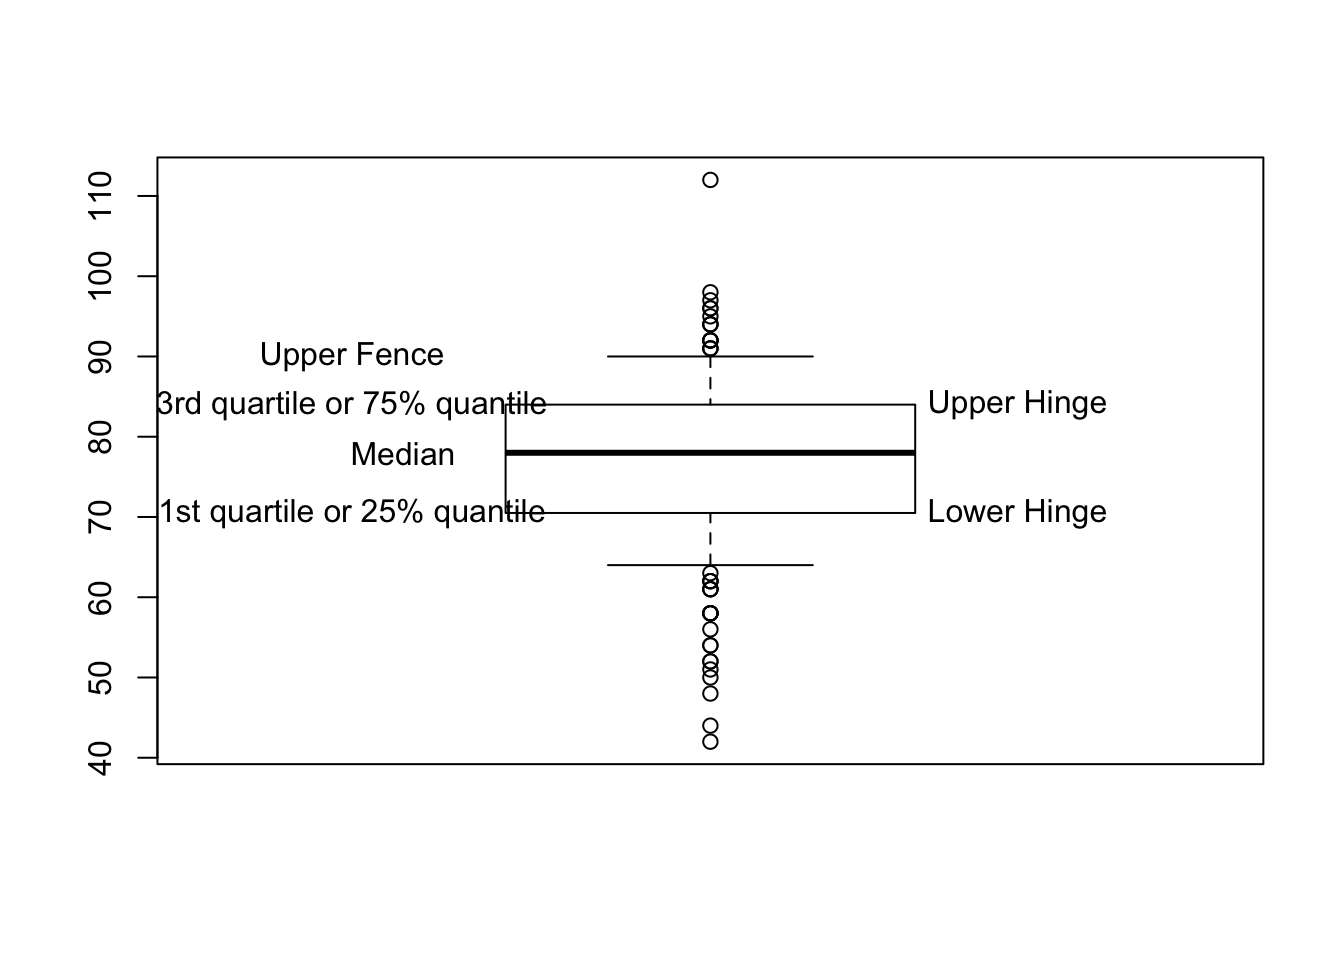 110
100
90
80
70
60
50
40
Upper Fence
3rd quartile or 75% quantile
Upper Hinge
Median
1st quartile or 25% quantile
Lower Hinge